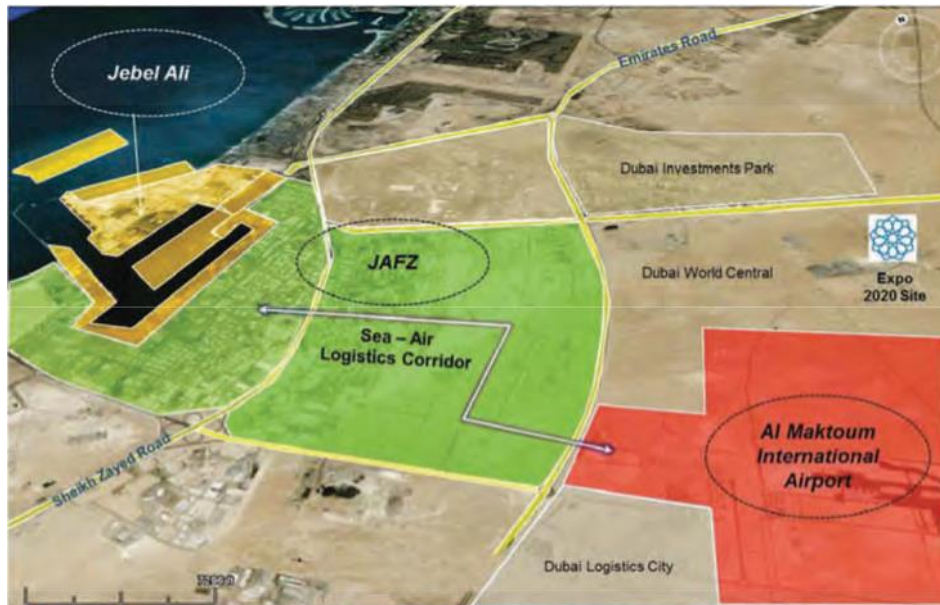 Jebel Ali
Emirates Road
N
Dubai Investments Park
JAFZ
Dubai World Central
Expo
2020 Site
Sea – Air
Logistics Corridor
Al Maktoum
International
Airport
Sheikh Zayed Road
Dubai Logistics City